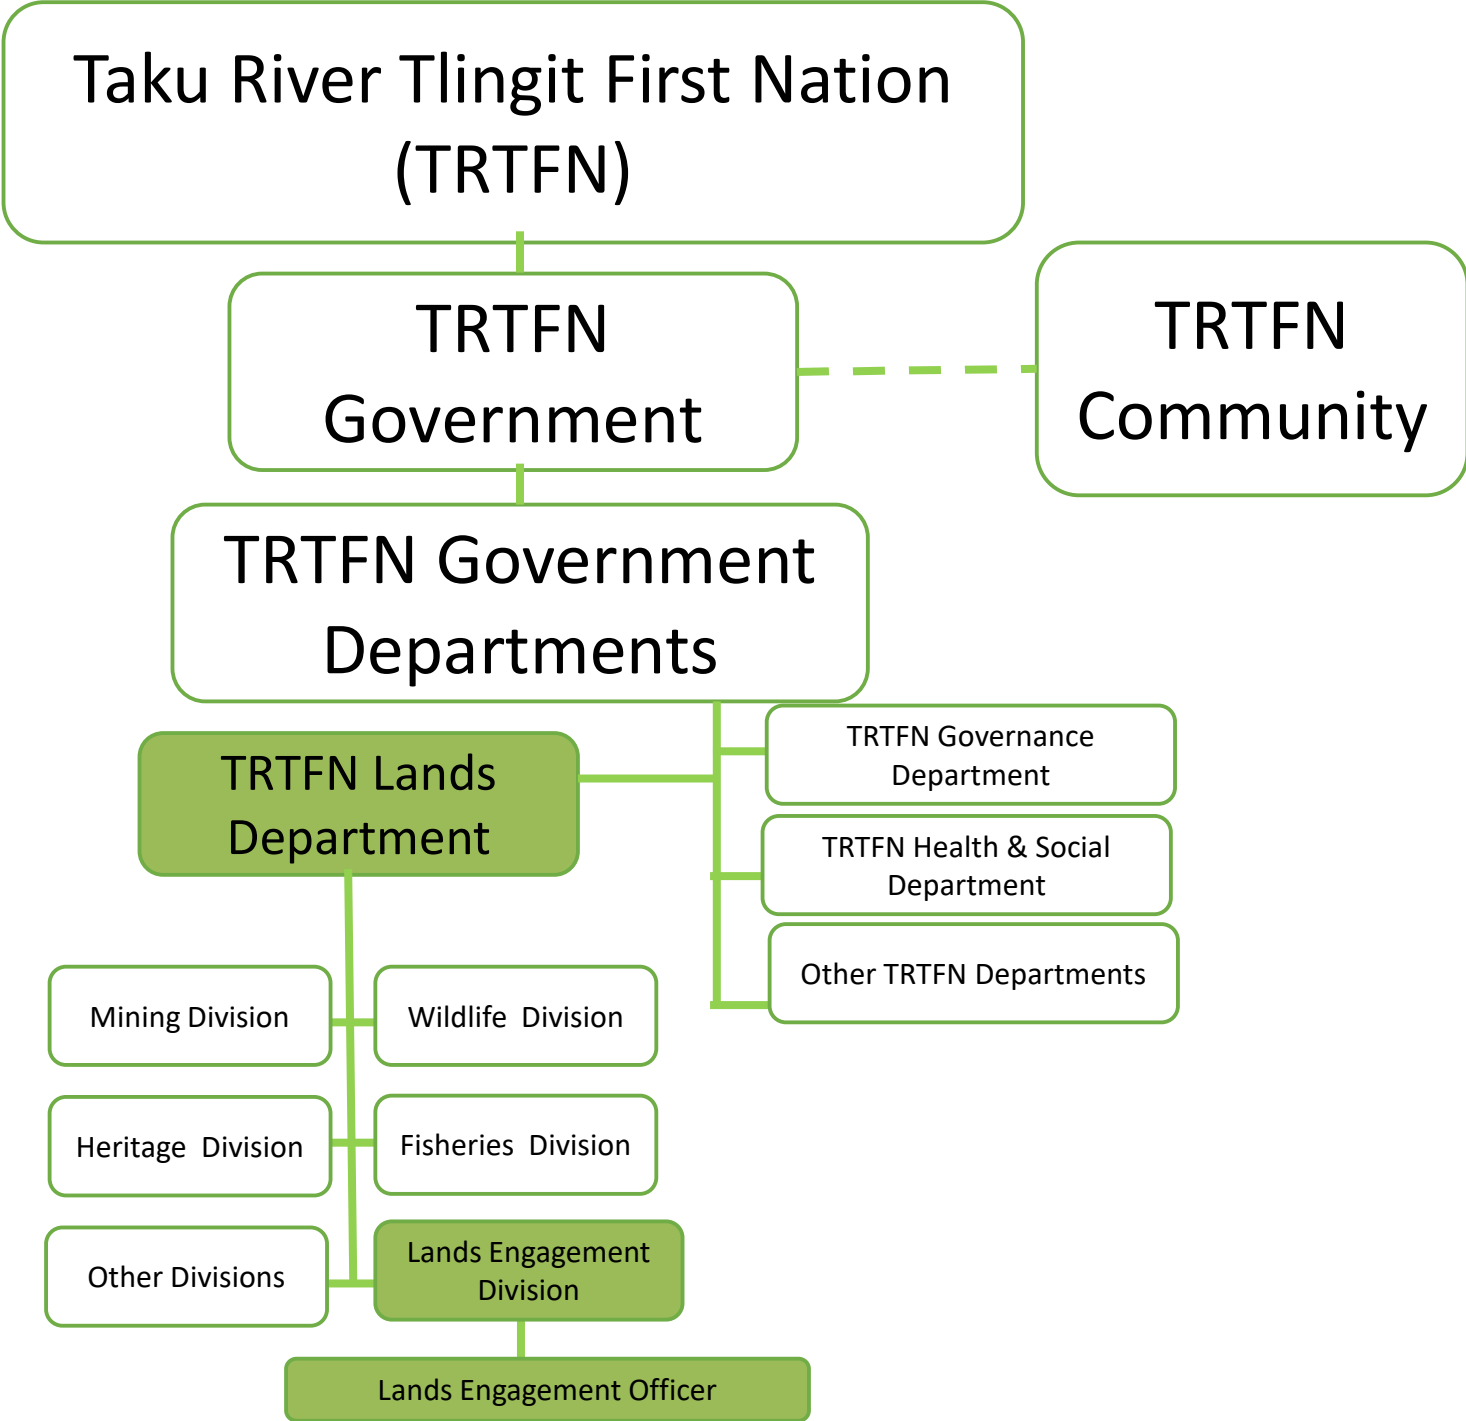 Taku River Tlingit First Nation
(TRTFN)
TRTFN
Government
TRTFN
Community
TRTFN Government
Departments
TRTFN Lands
Department
TRTFN Governance
Department
TRTFN Health & Social
Department
Other TRTFN Departments
Mining Division
Wildlife Division
Heritage Division
Fisheries Division
Other Divisions
Lands Engagement
Division
Lands Engagement Officer